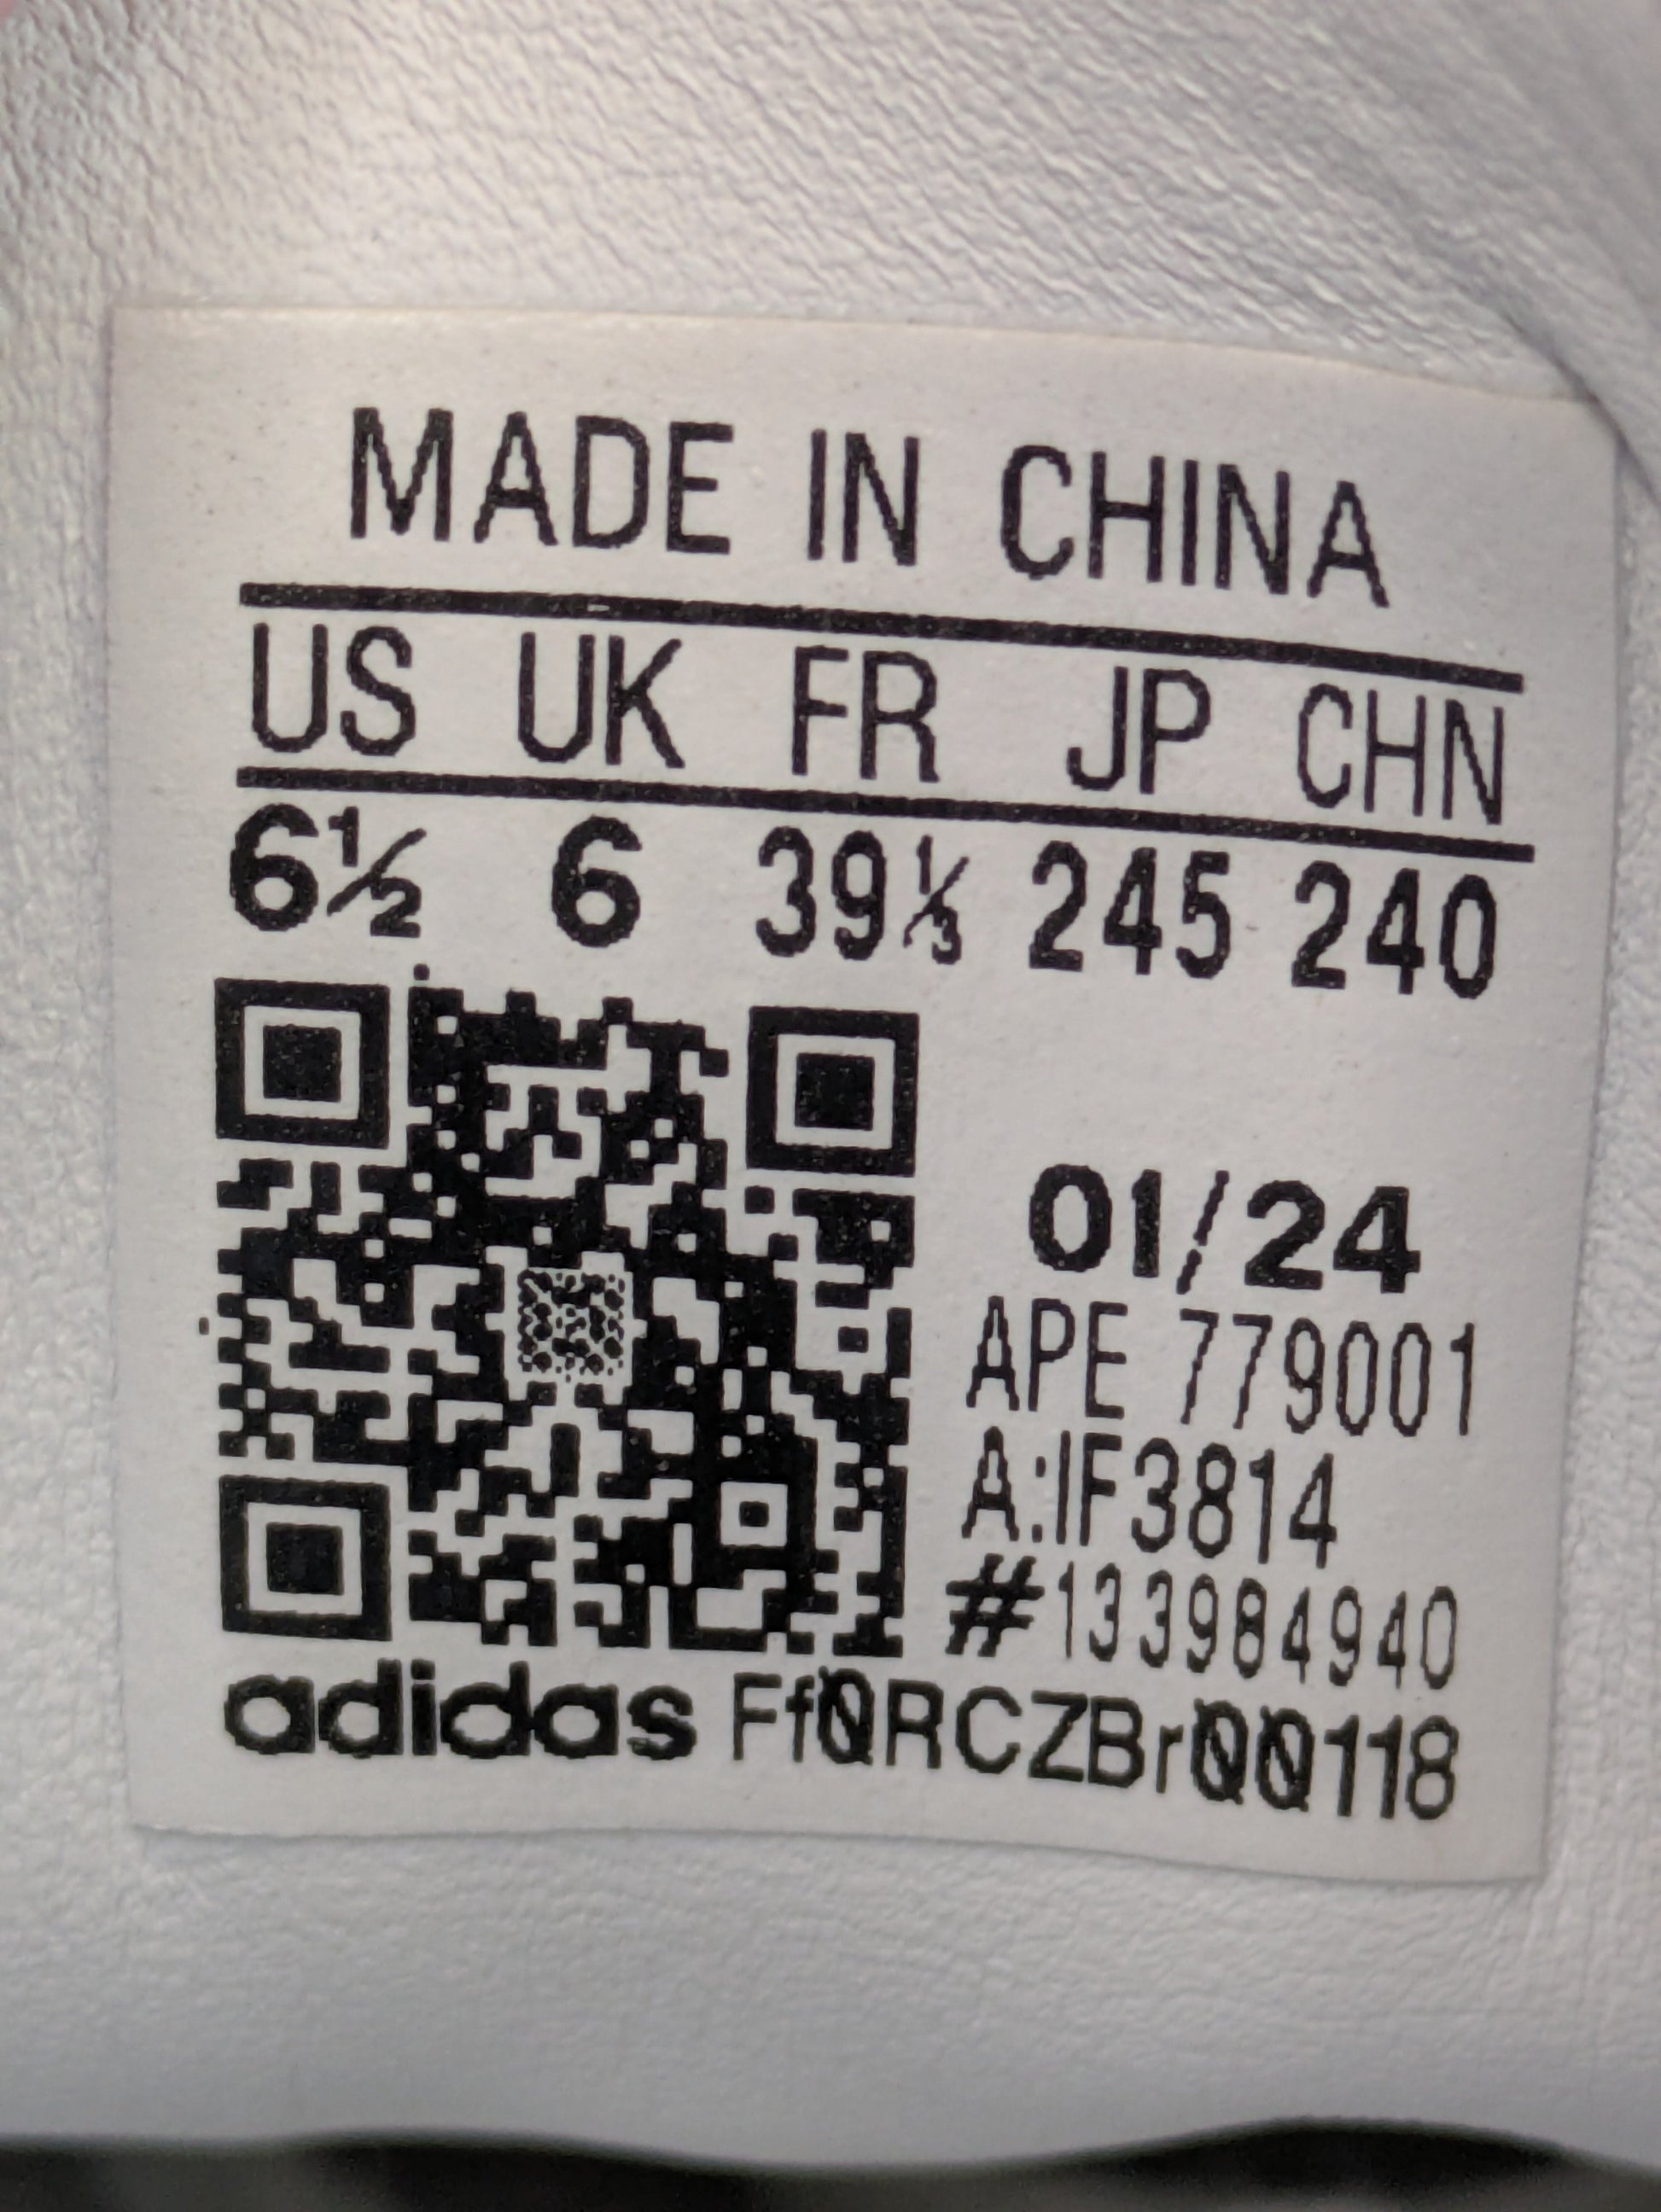 MADE IN CHINA
US UK FR JP CHN
6½ 6 39⅓ 245 240
01/24
APE 779001
A:IF3814
#133984940
adidas Ff0RCZBr00118